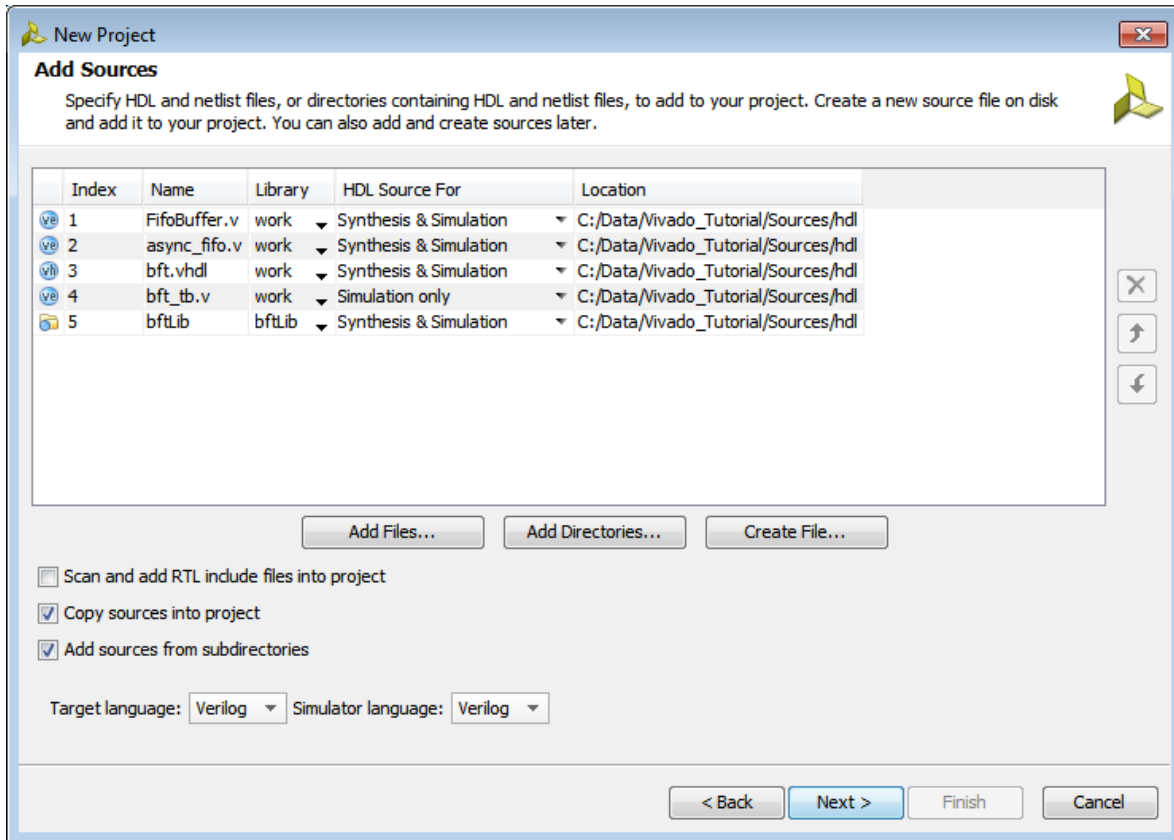 New Project
Add Sources
Specify HDL and netlist files, or directories containing HDL and netlist files, to add to your project. Create a new source file on disk
and add it to your project. You can also add and create sources later.
Index Name Library HDL Source For Location
ve 1 FifoBuffer.v work Synthesis & Simulation C:/Data/Vivado_Tutorial/Sources/hdl
ve 2 async_fifo.v work Synthesis & Simulation C:/Data/Vivado_Tutorial/Sources/hdl
vh 3 bft.vhdl work Synthesis & Simulation C:/Data/Vivado_Tutorial/Sources/hdl
ve 4 bft_tb.v work Simulation only C:/Data/Vivado_Tutorial/Sources/hdl
5 bftLib bftLib Synthesis & Simulation C:/Data/Vivado_Tutorial/Sources/hdl
Add Files... Add Directories... Create File...
Scan and add RTL include files into project
Copy sources into project
Add sources from subdirectories
Target language: Verilog Simulator language: Verilog
< Back Next > Finish Cancel